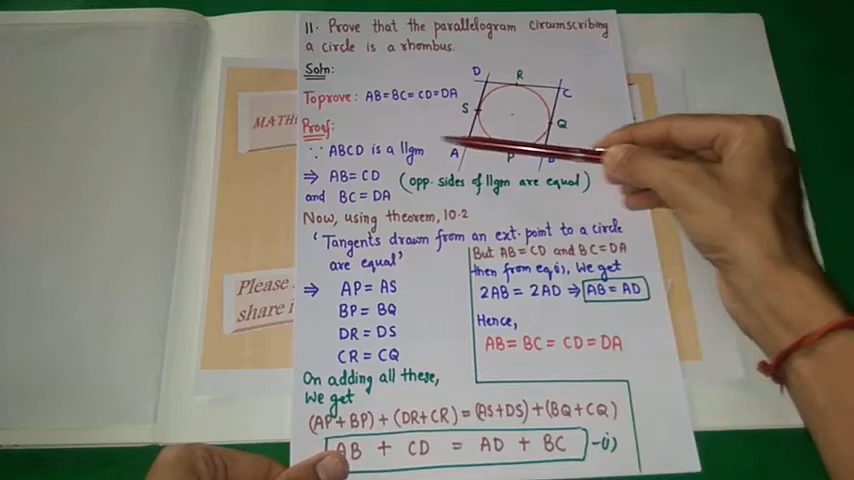 11. Prove that the parallelogram circumscribing
a circle is a rhombus.
Soln:
To prove: AB = BC = CD = DA
D
R
C
S
Q
A
P
B
Proof:
∵ ABCD is a llgm
⇒ AB = CD
and BC = DA
(opp. sides of llgm are equal)
Now, using theorem, 10.2
'Tangents drawn from an ext. point to a circle
are equal'
⇒ AP = AS
BP = BQ
DR = DS
CR = CQ
On adding all these,
we get
(AP + BP) + (DR + CR) = (AS + DS) + (BQ + CQ)
AB + CD = AD + BC -i)
But AB = CD and BC = DA
then from eq i), we get
2AB = 2AD ⇒ AB = AD
Hence,
AB = BC = CD = DA
MATH
Please
share i